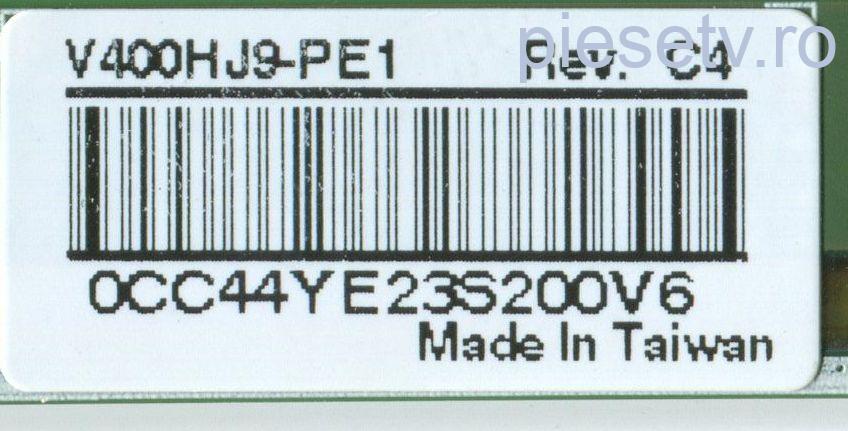 piesetv.ro
V400HJ9-PE1 Rev. C4
0CC44YE23S200V6
Made In Taiwan